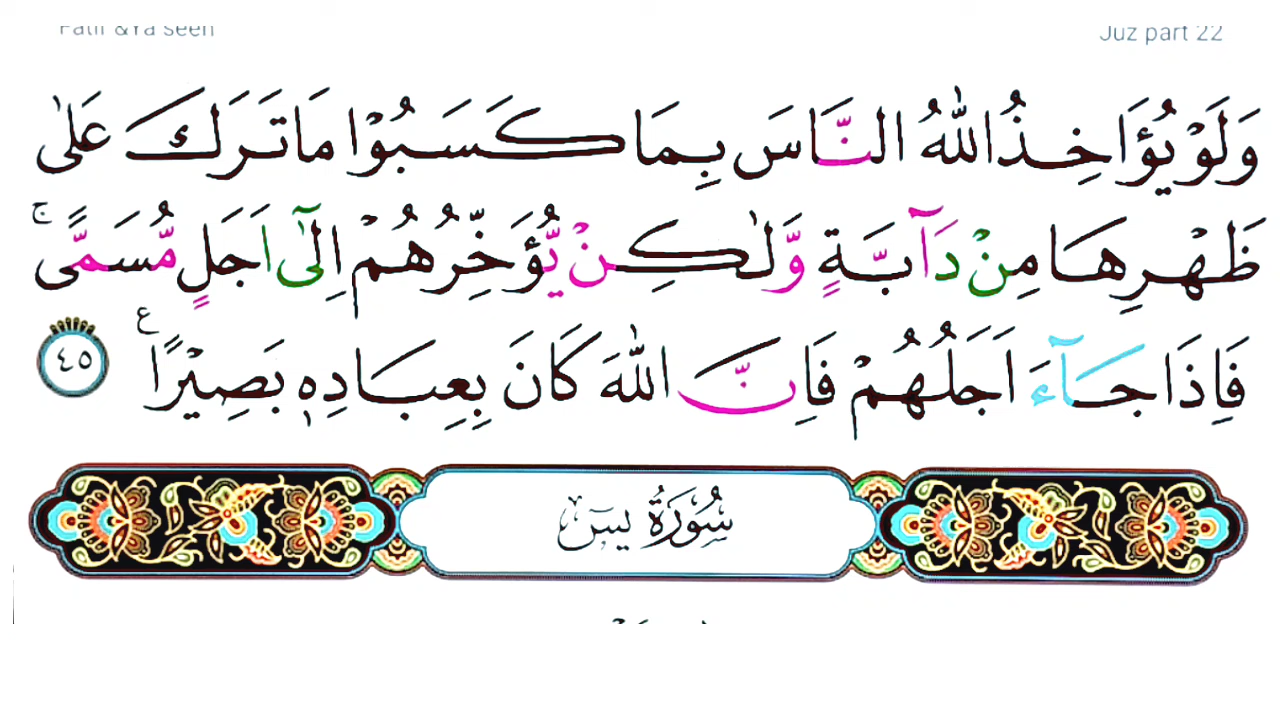 Fatir & Ya seen Juz part 22
وَلَوْ يُؤَاخِذُ اللّٰهُ النَّاسَ بِمَا كَسَبُوْا مَا تَرَكَ عَلٰى
ظَهْرِهَا مِنْ دَآبَّةٍ وَّلٰكِنْ يُّؤَخِّرُهُمْ اِلٰٓى اَجَلٍ مُّسَمًّى ۚ
فَاِذَا جَآءَ اَجَلُهُمْ فَاِنَّ اللّٰهَ كَانَ بِعِبَادِهٖ بَصِيْرًا ع ٤٥
سُوْرَةُ يٰسٓ